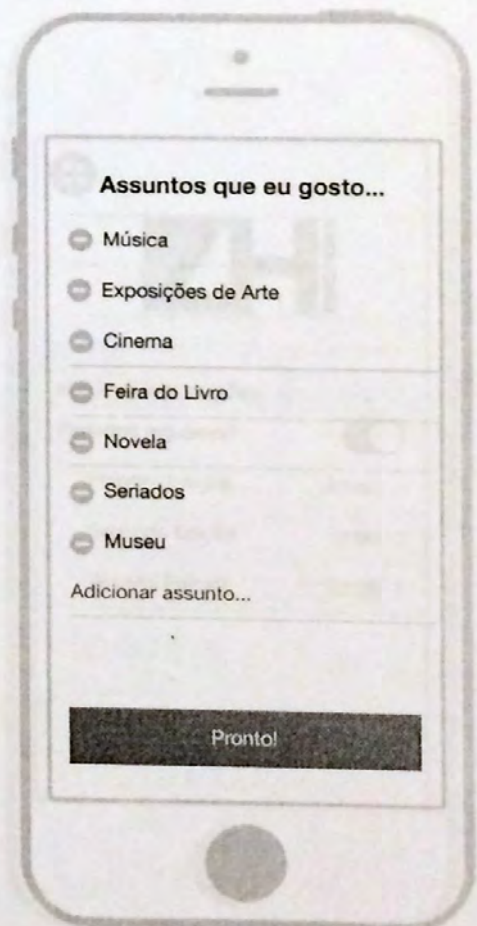 Assuntos que eu gosto...
Música
Exposições de Arte
Cinema
Feira do Livro
Novela
Seriados
Museu
Adicionar assunto...
Pronto!